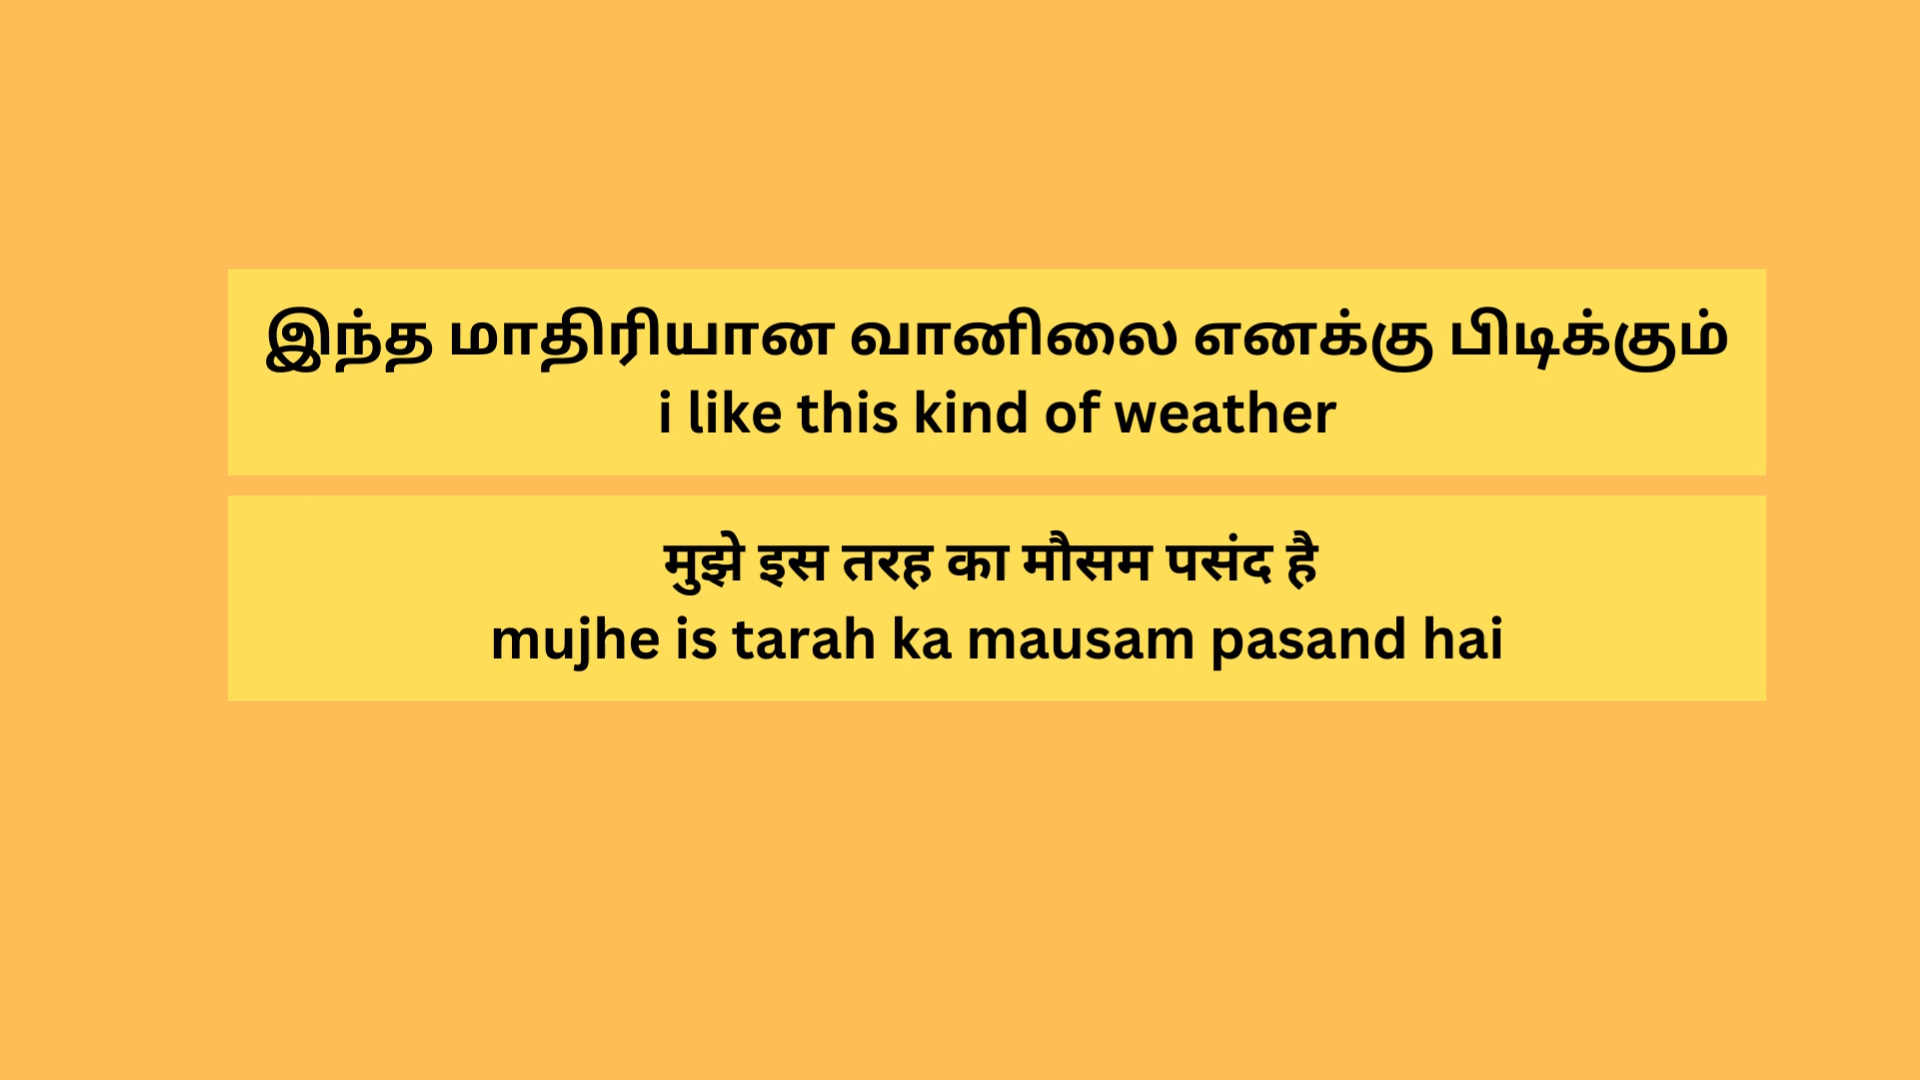 இந்த மாதிரியான வானிலை எனக்கு பிடிக்கும்
i like this kind of weather
मुझे इस तरह का मौसम पसंद है
mujhe is tarah ka mausam pasand hai